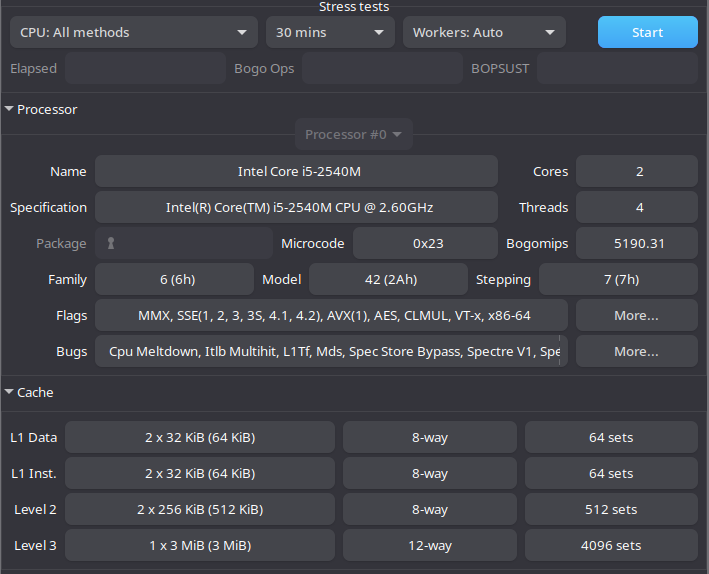 Stress tests
CPU: All methods 30 mins Workers: Auto Start
Elapsed Bogo Ops BOPSUST
Processor
Processor #0
Name Intel Core i5-2540M Cores 2
Specification Intel(R) Core(TM) i5-2540M CPU @ 2.60GHz Threads 4
Package Microcode 0x23 Bogomips 5190.31
Family 6 (6h) Model 42 (2Ah) Stepping 7 (7h)
Flags MMX, SSE(1, 2, 3, 3S, 4.1, 4.2), AVX(1), AES, CLMUL, VT-x, x86-64 More...
Bugs Cpu Meltdown, Itlb Multihit, L1Tf, Mds, Spec Store Bypass, Spectre V1, Spe More...
Cache
L1 Data 2 x 32 KiB (64 KiB) 8-way 64 sets
L1 Inst. 2 x 32 KiB (64 KiB) 8-way 64 sets
Level 2 2 x 256 KiB (512 KiB) 8-way 512 sets
Level 3 1 x 3 MiB (3 MiB) 12-way 4096 sets